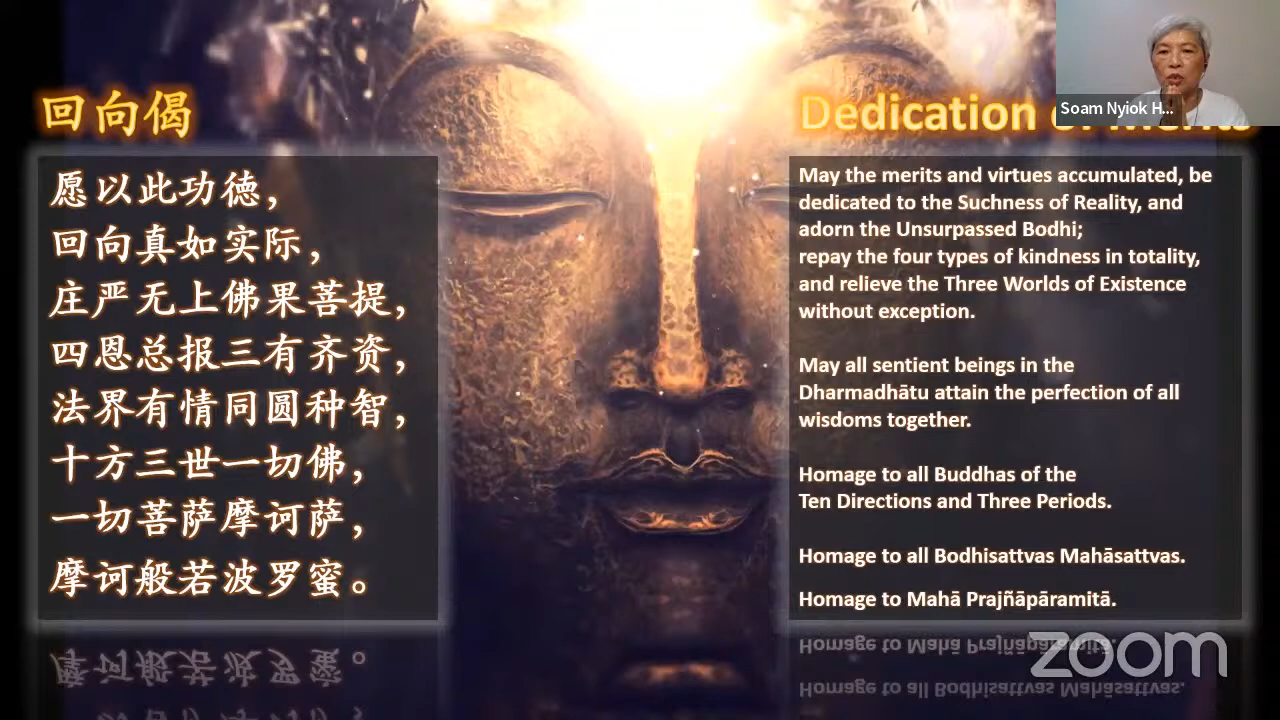 回向偈
愿以此功德，
回向真如实际，
庄严无上佛果菩提，
四恩总报三有齐资，
法界有情同圆种智，
十方三世一切佛，
一切菩萨摩诃萨，
摩诃般若波罗蜜。
Dedication of Merits
May the merits and virtues accumulated, be
dedicated to the Suchness of Reality, and
adorn the Unsurpassed Bodhi;
repay the four types of kindness in totality,
and relieve the Three Worlds of Existence
without exception.
May all sentient beings in the
Dharmadhātu attain the perfection of all
wisdoms together.
Homage to all Buddhas of the
Ten Directions and Three Periods.
Homage to all Bodhisattvas Mahāsattvas.
Homage to Mahā Prajñāpāramitā.
Soam Nyiok H...
zoom